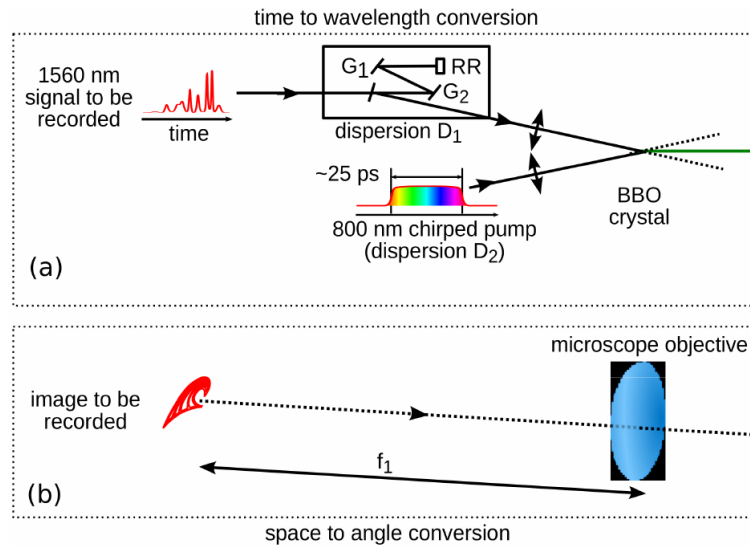 time to wavelength conversion
1560 nm
signal to be
recorded
time
G1
RR
G2
dispersion D1
~25 ps
800 nm chirped pump
(dispersion D2)
BBO
crystal
(a)
microscope objective
image to be
recorded
f1
(b)
space to angle conversion